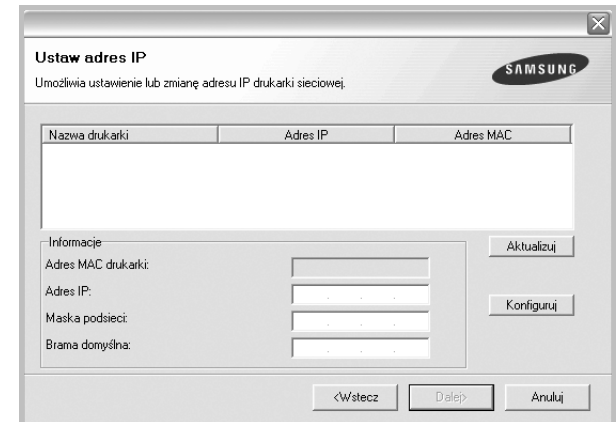 Ustaw adres IP
Umożliwia ustawienie lub zmianę adresu IP drukarki sieciowej.
SAMSUNG
Nazwa drukarki Adres IP Adres MAC
Informacje
Aktualizuj
Adres MAC drukarki:
Adres IP:
Konfiguruj
Maska podsieci:
Brama domyślna:
<Wstecz Dalej> Anuluj